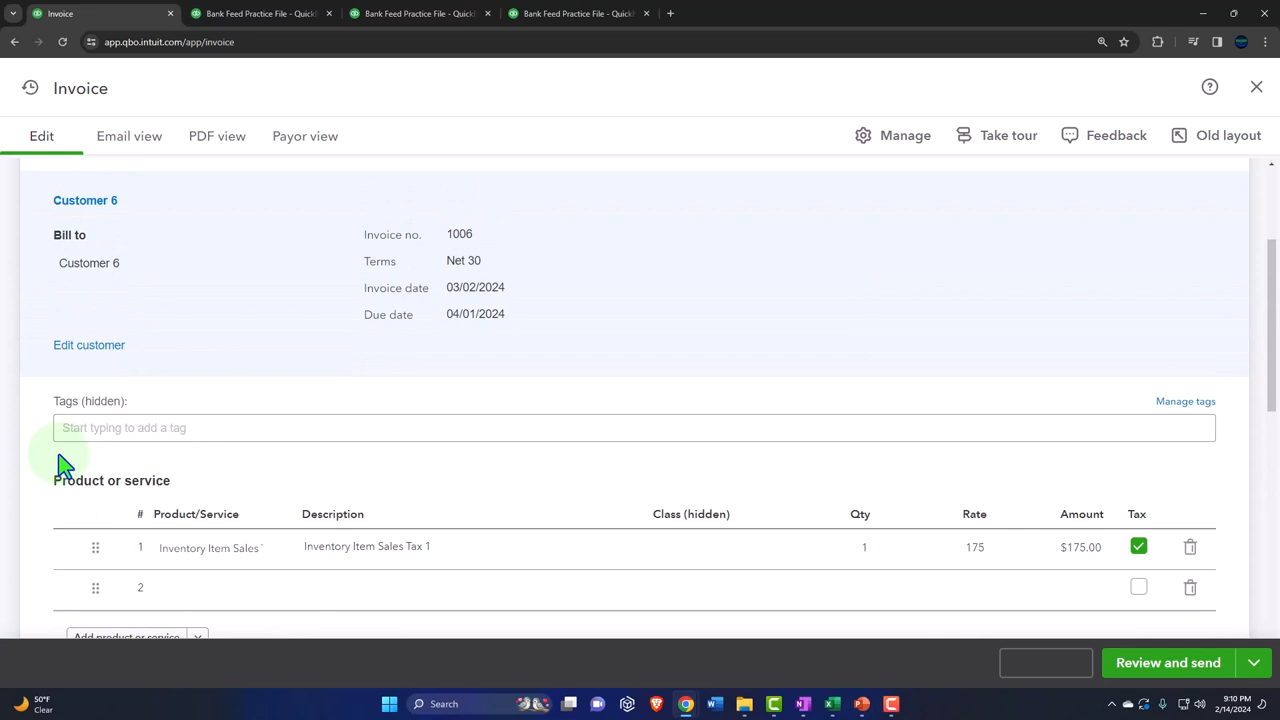 Invoice
Bank Feed Practice File - Quick
Bank Feed Practice File - Quick
Bank Feed Practice File - Quick
app.qbo.intuit.com/app/invoice
Invoice
Edit
Email view
PDF view
Payor view
Manage
Take tour
Feedback
Old layout
Customer 6
Bill to
Customer 6
Invoice no. 1006
Terms Net 30
Invoice date 03/02/2024
Due date 04/01/2024
Edit customer
Tags (hidden):
Manage tags
Start typing to add a tag
Product or service
# Product/Service Description Class (hidden) Qty Rate Amount Tax
1 Inventory Item Sales Inventory Item Sales Tax 1 1 175 $175.00
2
Add product or service
Review and send
50°F
Clear
Search
9:10 PM
2/14/2024